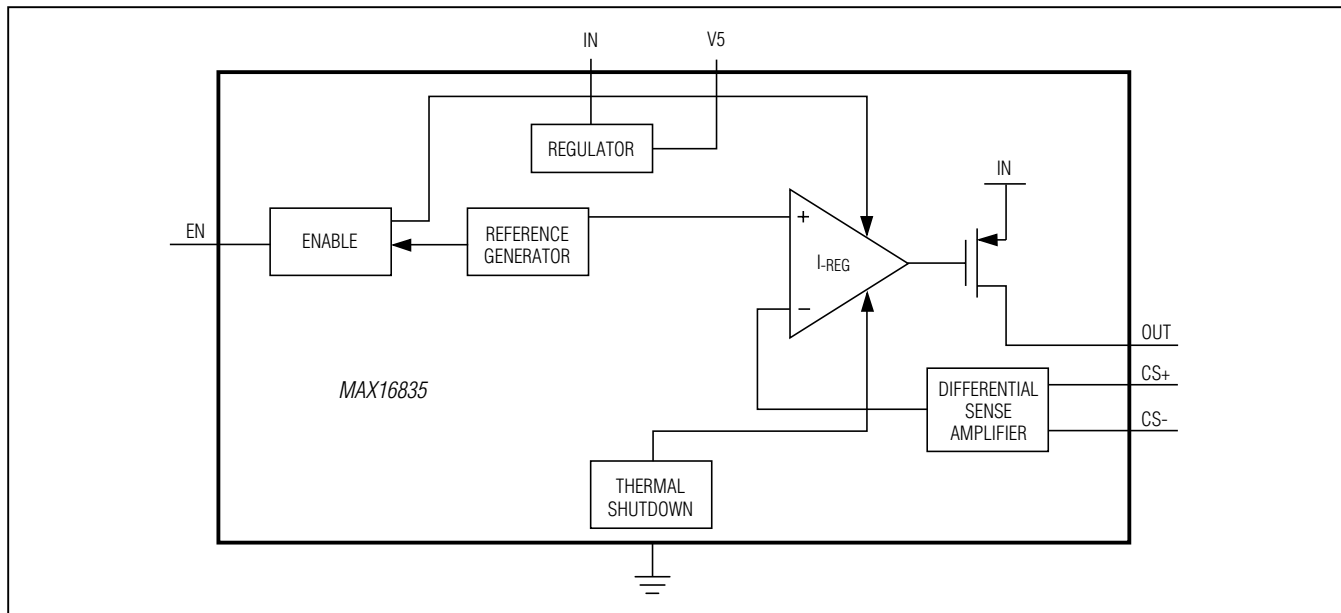 IN
V5
REGULATOR
IN
EN
ENABLE
REFERENCE
GENERATOR
+
I-REG
−
OUT
CS+
CS-
DIFFERENTIAL
SENSE
AMPLIFIER
MAX16835
THERMAL
SHUTDOWN